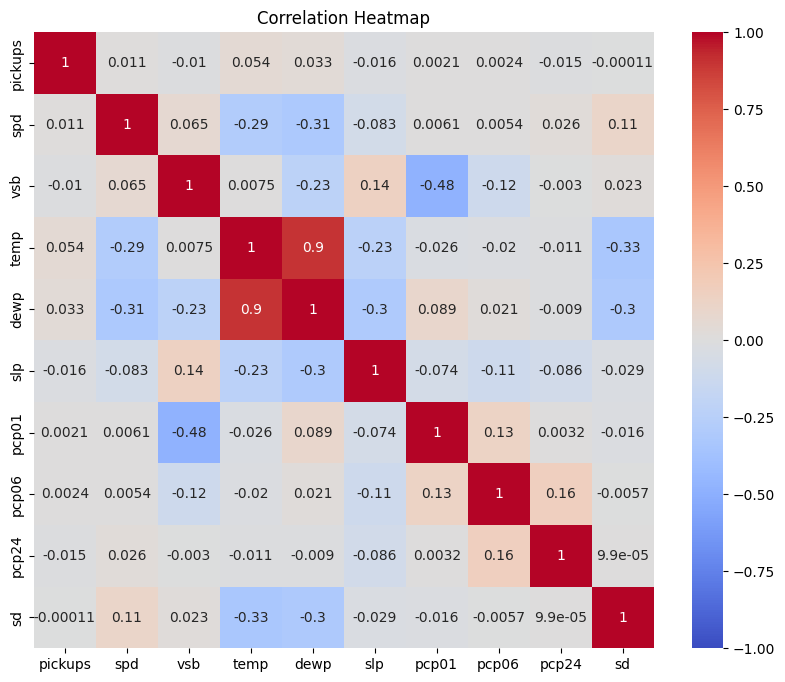 Correlation Heatmap
pickups 1 0.011 -0.01 0.054 0.033 -0.016 0.0021 0.0024 -0.015 -0.00011
spd 0.011 1 0.065 -0.29 -0.31 -0.083 0.0061 0.0054 0.026 0.11
vsb -0.01 0.065 1 0.0075 -0.23 0.14 -0.48 -0.12 -0.003 0.023
temp 0.054 -0.29 0.0075 1 0.9 -0.23 -0.026 -0.02 -0.011 -0.33
dewp 0.033 -0.31 -0.23 0.9 1 -0.3 0.089 0.021 -0.009 -0.3
slp -0.016 -0.083 0.14 -0.23 -0.3 1 -0.074 -0.11 -0.086 -0.029
pcp01 0.0021 0.0061 -0.48 -0.026 0.089 -0.074 1 0.13 0.0032 -0.016
pcp06 0.0024 0.0054 -0.12 -0.02 0.021 -0.11 0.13 1 0.16 -0.0057
pcp24 -0.015 0.026 -0.003 -0.011 -0.009 -0.086 0.0032 0.16 1 9.9e-05
sd -0.00011 0.11 0.023 -0.33 -0.3 -0.029 -0.016 -0.0057 9.9e-05 1
pickups spd vsb temp dewp slp pcp01 pcp06 pcp24 sd
1.00
0.75
0.50
0.25
0.00
−0.25
−0.50
−0.75
−1.00